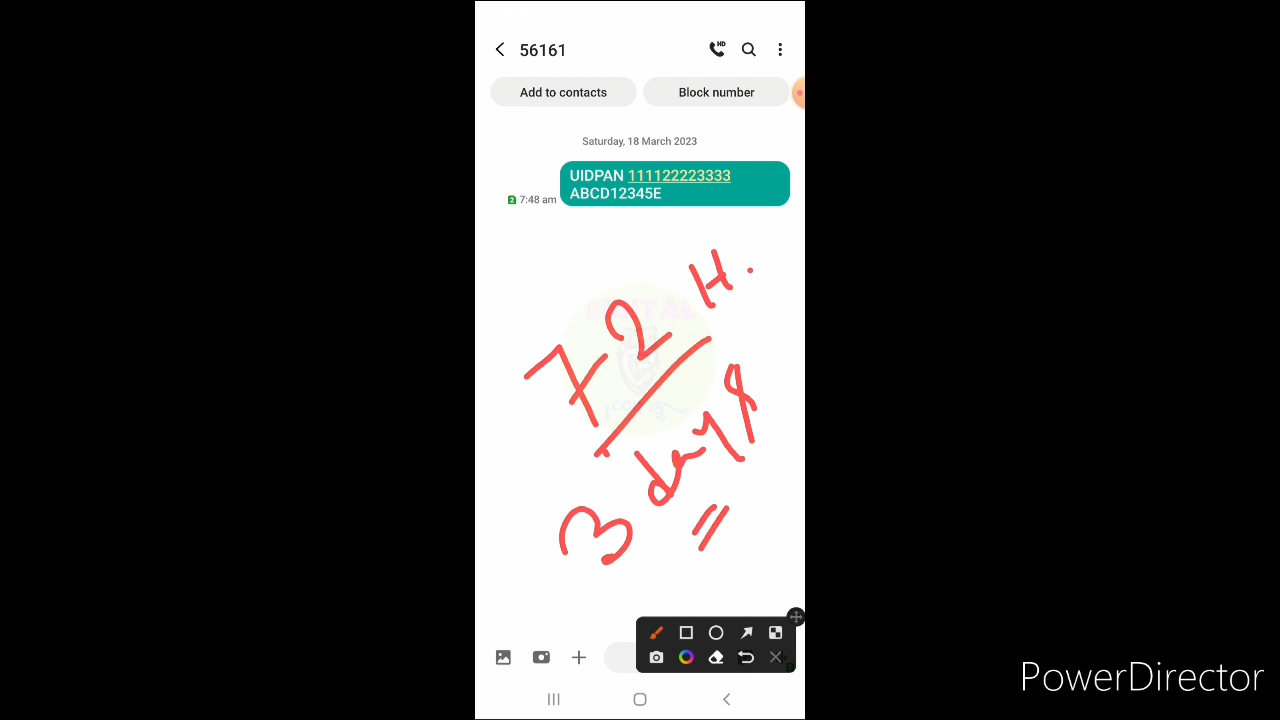 56161
Add to contacts
Block number
Saturday, 18 March 2023
UIDPAN 111122223333
ABCD12345E
2 7:48 am
72 H.
3 days
PowerDirector